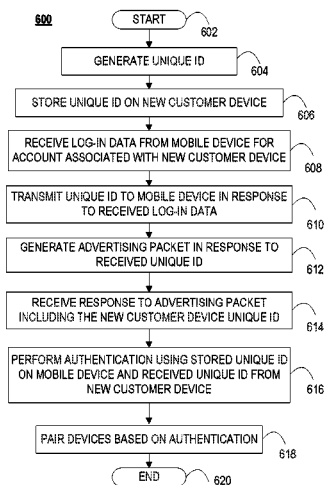 600
START
602
GENERATE UNIQUE ID
604
STORE UNIQUE ID ON NEW CUSTOMER DEVICE
606
RECEIVE LOG-IN DATA FROM MOBILE DEVICE FOR
ACCOUNT ASSOCIATED WITH NEW CUSTOMER DEVICE
608
TRANSMIT UNIQUE ID TO MOBILE DEVICE IN RESPONSE
TO RECEIVED LOG-IN DATA
610
GENERATE ADVERTISING PACKET IN RESPONSE TO
RECEIVED UNIQUE ID
612
RECEIVE RESPONSE TO ADVERTISING PACKET
INCLUDING THE NEW CUSTOMER DEVICE UNIQUE ID
614
PERFORM AUTHENTICATION USING STORED UNIQUE ID
ON MOBILE DEVICE AND RECEIVED UNIQUE ID FROM
NEW CUSTOMER DEVICE
616
PAIR DEVICES BASED ON AUTHENTICATION
618
END
620